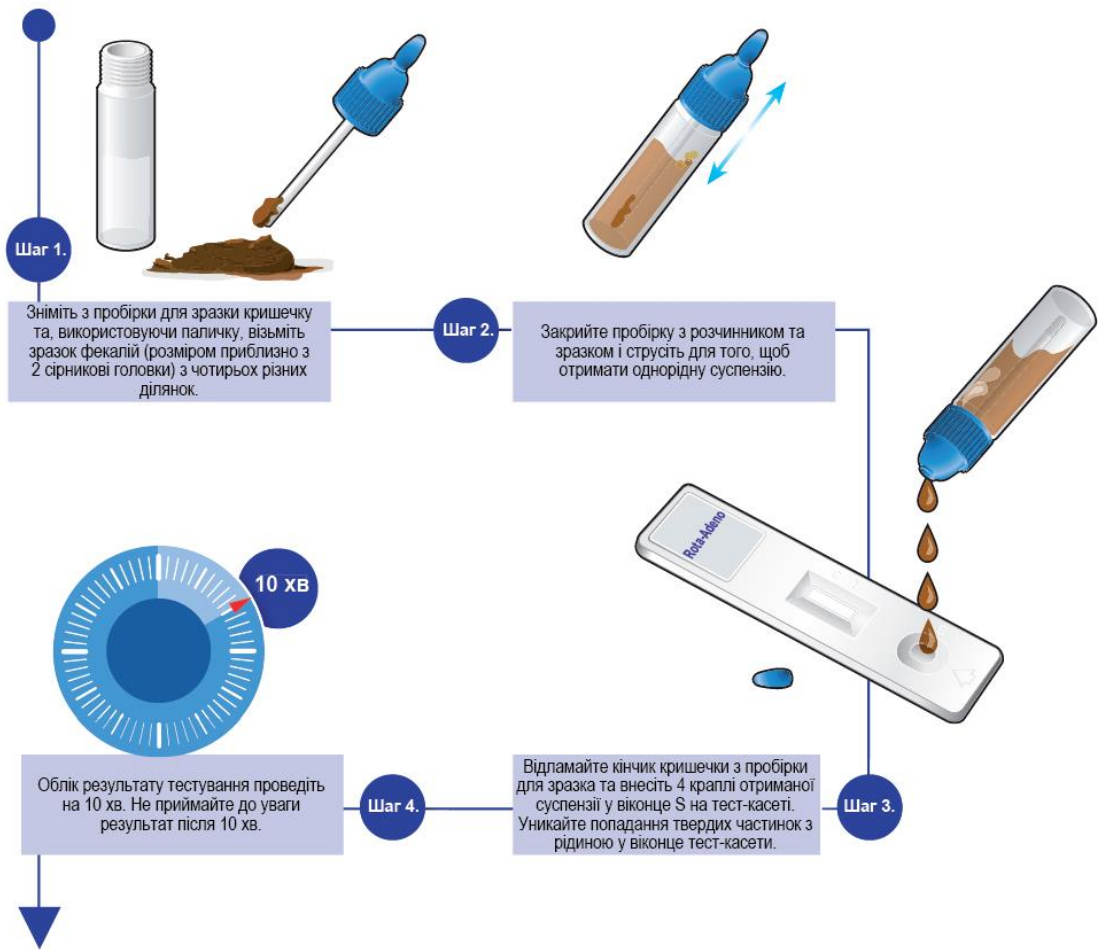 Шаг 1.
Зніміть з пробірки для зразки кришечку
та, використовуючи паличку, візьміть
зразок фекалій (розміром приблизно з
2 сірникові головки) з чотирьох різних
ділянок.
Шаг 2.
Закрийте пробірку з розчинником та
зразком і струсіть для того, щоб
отримати однорідну суспензію.
Rota-Adeno
Шаг 3.
Відламайте кінчик кришечки з пробірки
для зразка та внесіть 4 краплі отриманої
суспензії у віконце S на тест-касеті.
Уникайте попадання твердих частинок з
рідиною у віконце тест-касети.
10 хв
Шаг 4.
Облік результату тестування проведіть
на 10 хв. Не приймайте до уваги
результат після 10 хв.